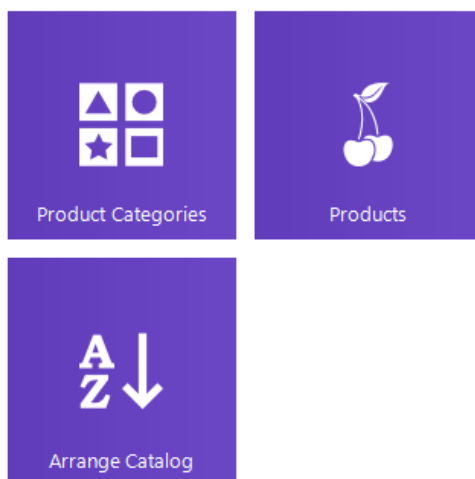 Product Categories
Products
A
Z
Arrange Catalog